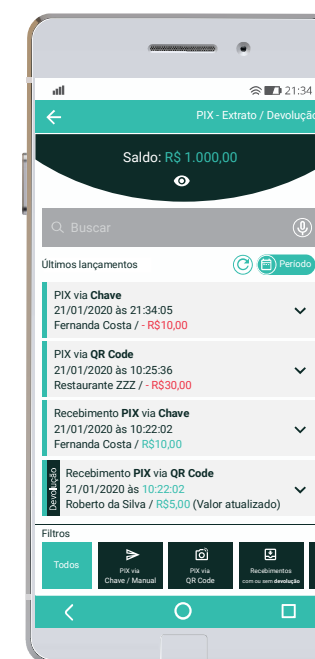 21:34
PIX - Extrato / Devolução
Saldo: R$ 1.000,00
Buscar
Últimos lançamentos
Período
PIX via Chave
21/01/2020 às 21:34:05
Fernanda Costa / - R$10,00
PIX via QR Code
21/01/2020 às 10:25:36
Restaurante ZZZ / - R$30,00
Recebimento PIX via Chave
21/01/2020 às 10:22:02
Fernanda Costa / R$10,00
Devolução
Recebimento PIX via QR Code
21/01/2020 às 10:22:02
Roberto da Silva / R$5,00 (Valor atualizado)
Filtros
Todos
PIX via
Chave / Manual
PIX via
QR Code
Recebimentos
com ou sem devolução